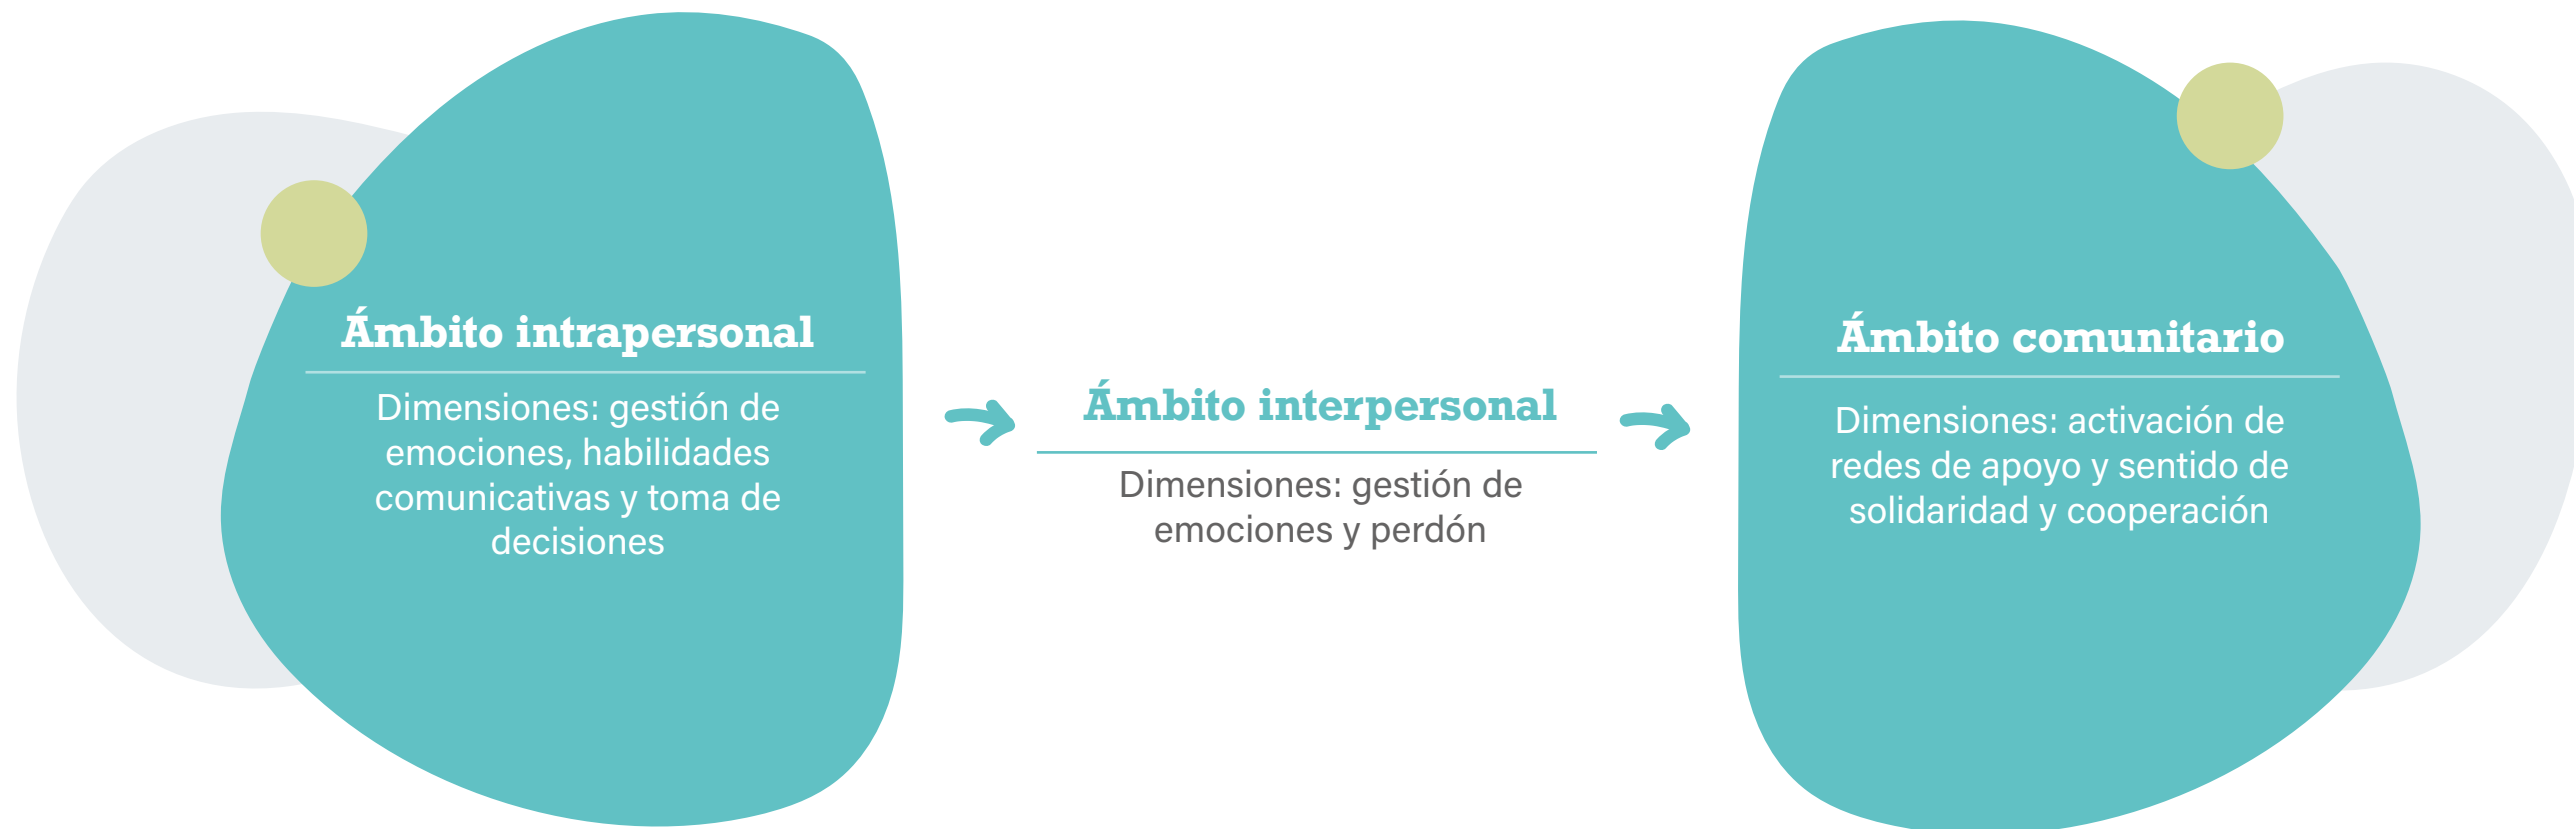 Ámbito intrapersonal
Dimensiones: gestión de
emociones, habilidades
comunicativas y toma de
decisiones
Ámbito interpersonal
Dimensiones: gestión de
emociones y perdón
Ámbito comunitario
Dimensiones: activación de
redes de apoyo y sentido de
solidaridad y cooperación